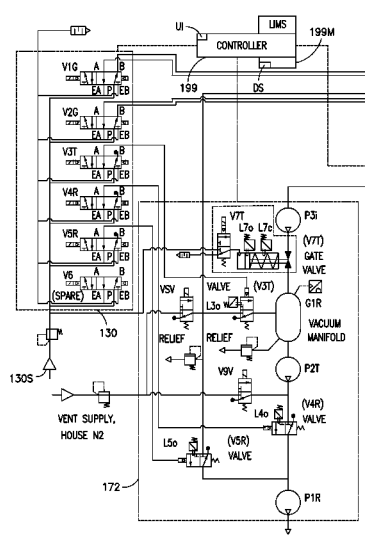 LIMS
199M
UI
CONTROLLER
199
DS
V1G
A
B
EA P EB
V2G
A
B
EA P EB
V3T
A
B
EA P EB
V4R
A
B
EA P EB
V5R
A
B
EA P EB
V6
(SPARE)
A
B
EA P EB
130
130S
V7T
L7o L7c
P3i
(V7T)
GATE
VALVE
VSV
VALVE
(V3T)
L3o
G1R
VACUUM
MANIFOLD
RELIEF
RELIEF
V9V
P2T
VENT SUPPLY,
HOUSE N2
L4o
(V4R)
VALVE
L5o
(V5R)
VALVE
172
P1R